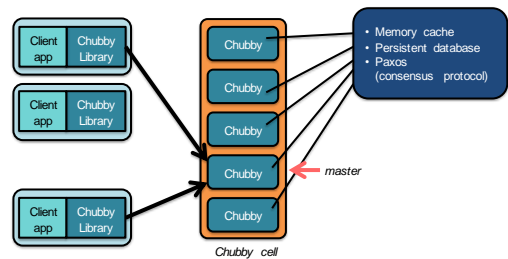 Client
app
Chubby
Library
Client
app
Chubby
Library
Client
app
Chubby
Library
Chubby
Chubby
Chubby
Chubby
Chubby
Chubby cell
master
• Memory cache
• Persistent database
• Paxos
(consensus protocol)